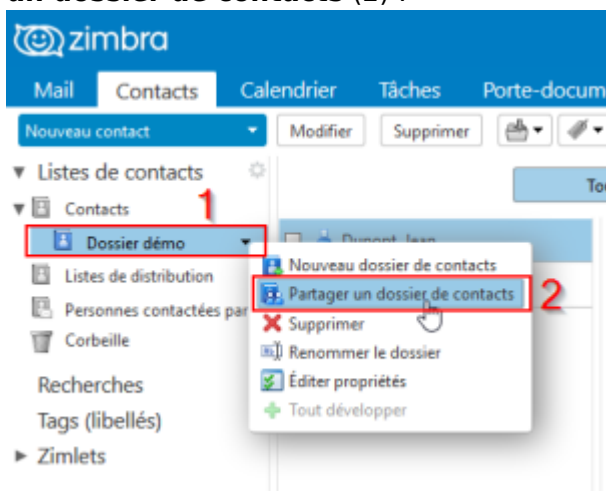 un dossier de contacts (2) :
zimbra
Mail Contacts Calendrier Tâches Porte-docum
Nouveau contact Modifier Supprimer
Listes de contacts
To
Contacts 1
Dossier démo Dupont, Jean
Nouveau dossier de contacts
Listes de distribution
Partager un dossier de contacts 2
Personnes contactées par
Supprimer
Corbeille
Renommer le dossier
Recherches
Éditer propriétés
Tags (libellés)
Tout développer
Zimlets